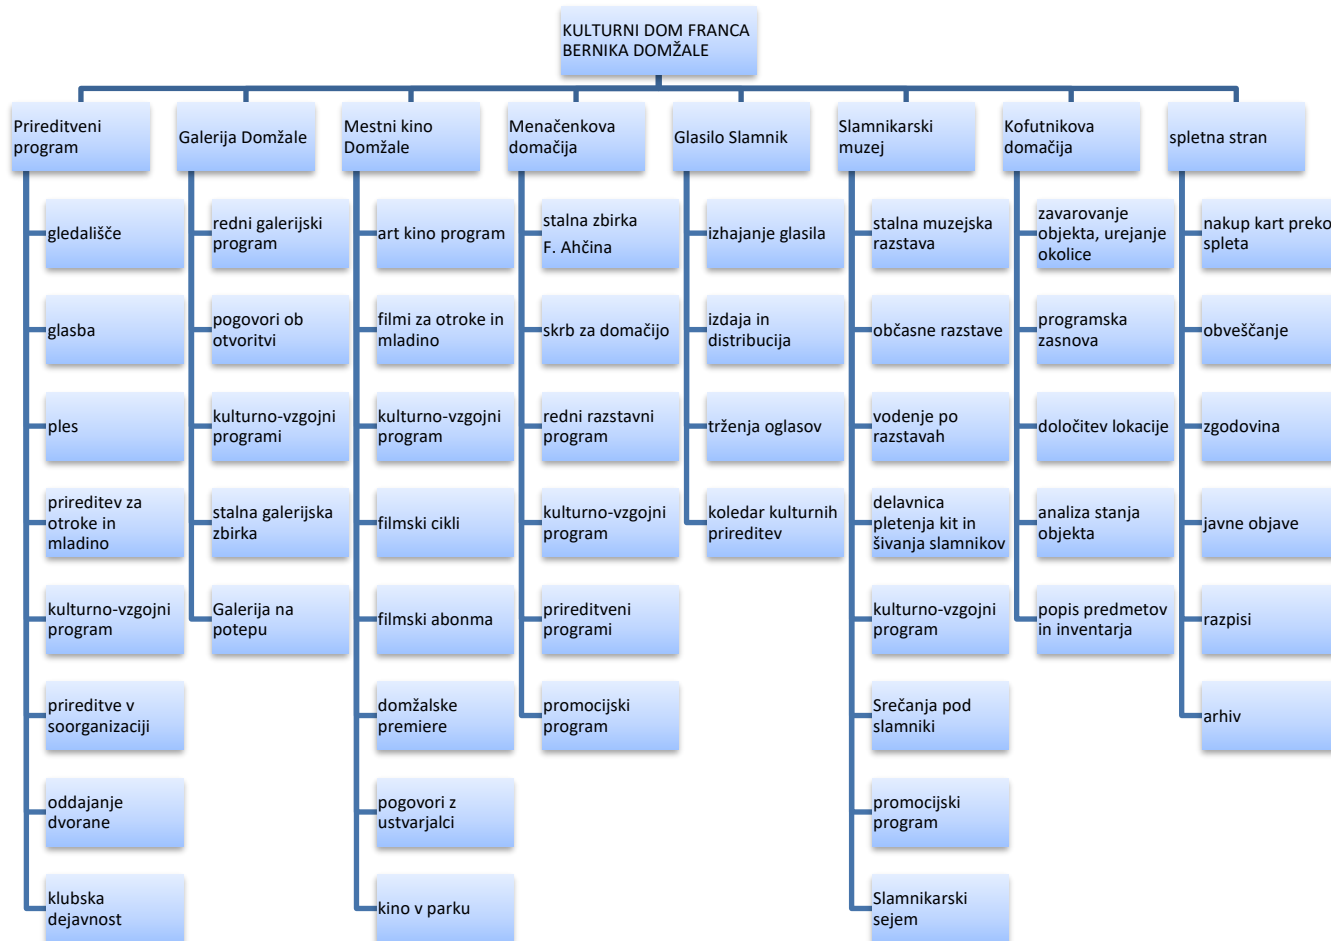 KULTURNI DOM FRANCA
BERNIKA DOMŽALE
Prireditveni
program
gledališče
glasba
ples
prireditev za
otroke in
mladino
kulturno-vzgojni
program
prireditve v
soorganizaciji
oddajanje
dvorane
klubska
dejavnost
Galerija Domžale
redni galerijski
program
pogovori ob
otvoritvi
kulturno-vzgojni
programi
stalna galerijska
zbirka
Galerija na
potepu
Mestni kino
Domžale
art kino program
filmi za otroke in
mladino
kulturno-vzgojni
program
filmski cikli
filmski abonma
domžalske
premiere
pogovori z
ustvarjalci
kino v parku
Menačenkova
domačija
stalna zbirka
F. Ahčina
skrb za domačijo
redni razstavni
program
kulturno-vzgojni
program
prireditveni
programi
promocijski
program
Glasilo Slamnik
izhajanje glasila
izdaja in
distribucija
trženja oglasov
koledar kulturnih
prireditev
Slamnikarski
muzej
stalna muzejska
razstava
občasne razstave
vodenje po
razstavah
delavnica
pletenja kit in
šivanja slamnikov
kulturno-vzgojni
program
Srečanja pod
slamniki
promocijski
program
Slamnikarski
sejem
Kofutnikova
domačija
zavarovanje
objekta, urejanje
okolice
programska
zasnova
določitev lokacije
analiza stanja
objekta
popis predmetov
in inventarja
spletna stran
nakup kart preko
spleta
obveščanje
zgodovina
javne objave
razpisi
arhiv